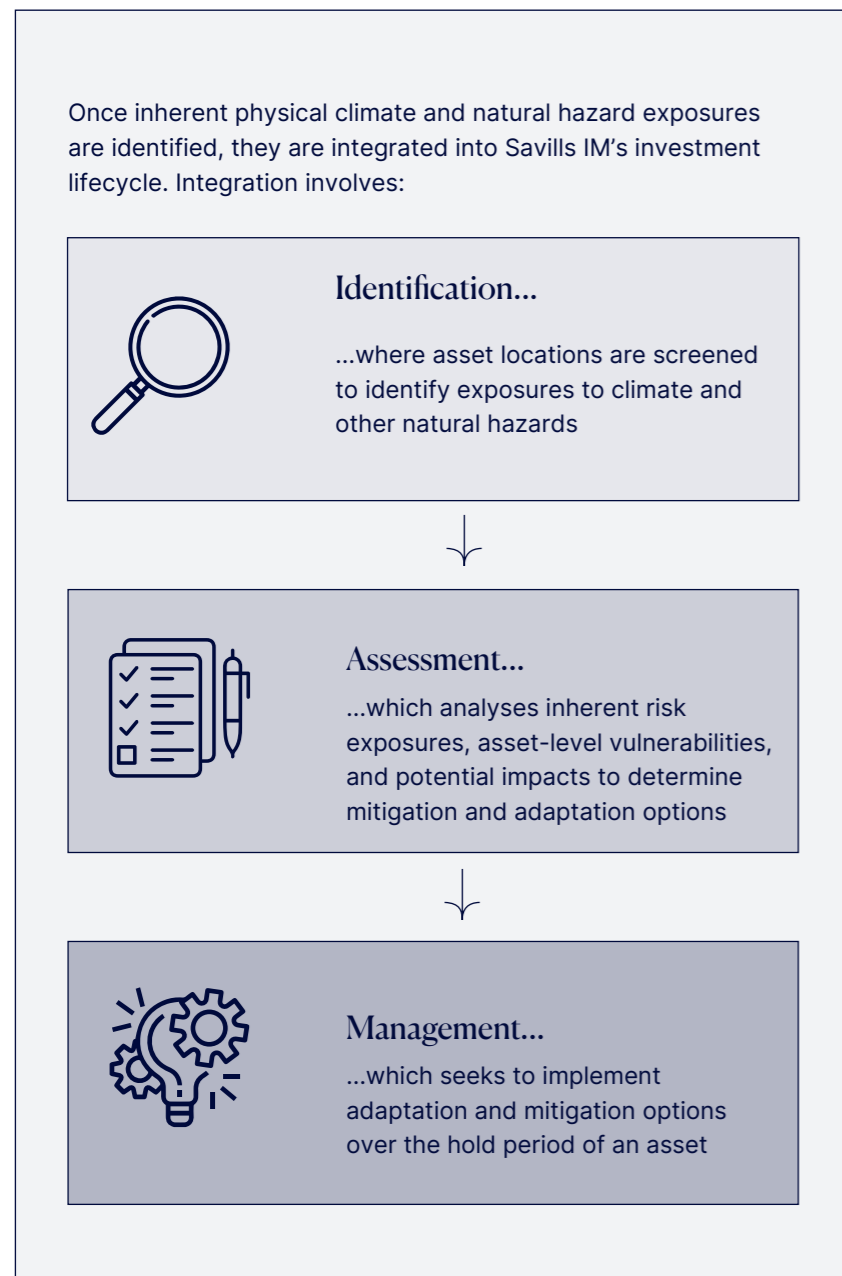 Once inherent physical climate and natural hazard exposures
are identified, they are integrated into Savills IM’s investment
lifecycle. Integration involves:
Identification...
...where asset locations are screened
to identify exposures to climate and
other natural hazards
Assessment...
...which analyses inherent risk
exposures, asset-level vulnerabilities,
and potential impacts to determine
mitigation and adaptation options
Management...
...which seeks to implement
adaptation and mitigation options
over the hold period of an asset